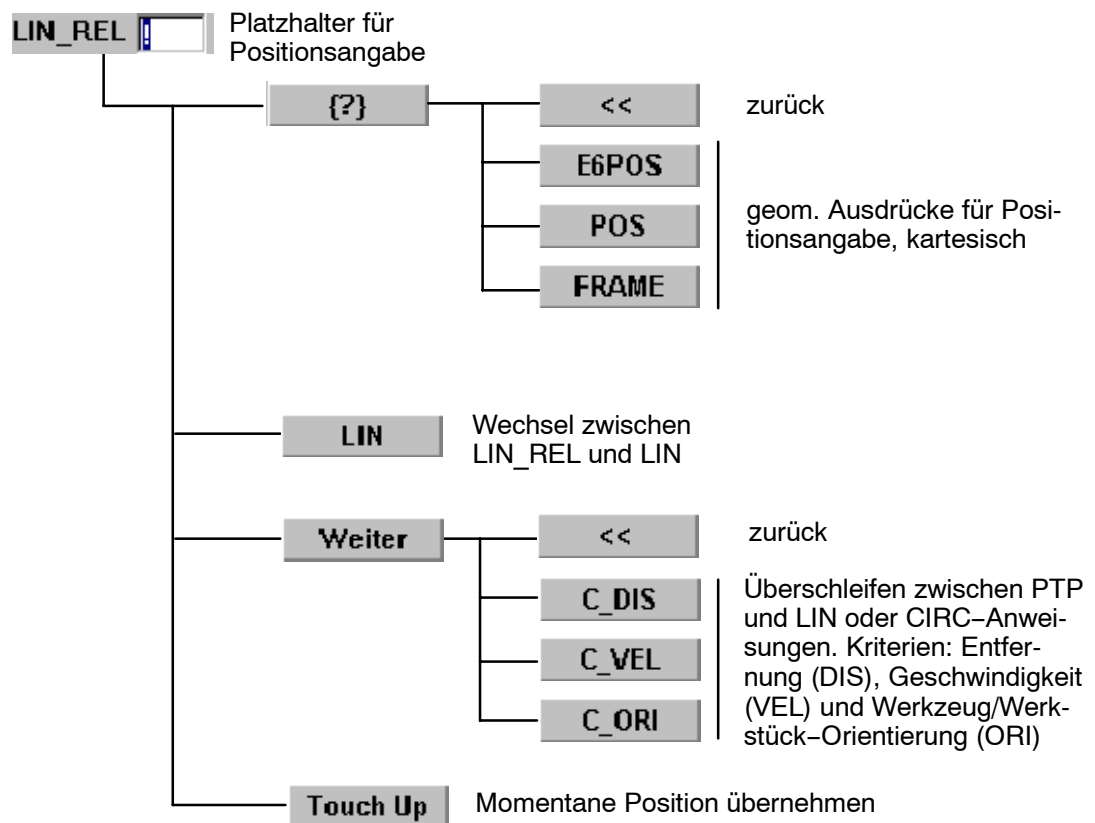 LIN_REL !
Platzhalter für
Positionsangabe
{?}
<<
zurück
E6POS
POS
FRAME
geom. Ausdrücke für Posi-
tionsangabe, kartesisch
LIN
Wechsel zwischen
LIN_REL und LIN
Weiter
<<
zurück
C_DIS
C_VEL
C_ORI
Überschleifen zwischen PTP
und LIN oder CIRC–Anwei-
sungen. Kriterien: Entfer-
nung (DIS), Geschwindigkeit
(VEL) und Werkzeug/Werk-
stück–Orientierung (ORI)
Touch Up
Momentane Position übernehmen